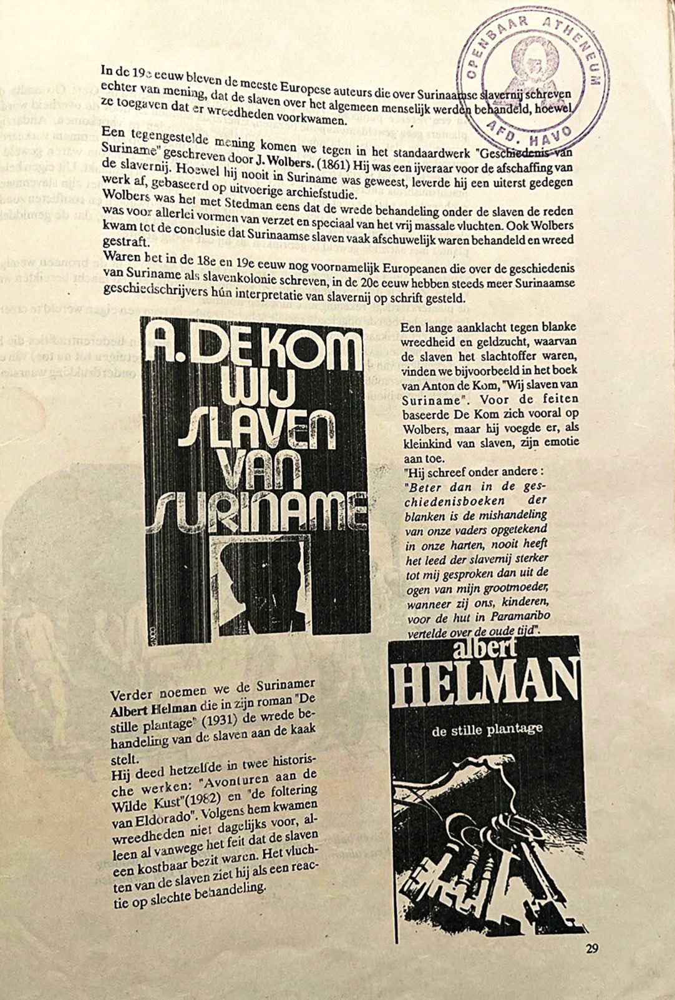 OPENBAAR ATHENEUM
AFD. HAVO
In de 19e eeuw bleven de meeste Europese auteurs die over Surinaamse slavernij schreven
echter van mening, dat de slaven over het algemeen menselijk werden behandeld, hoewel
ze toegaven dat er wreedheden voorkwamen.
Een tegengestelde mening komen we tegen in het standaardwerk "Geschiedenis van
Suriname" geschreven door J. Wolbers. (1861) Hij was een ijveraar voor de afschaffing van
de slavernij. Hoewel hij nooit in Suriname was geweest, leverde hij een uiterst gedegen
werk af, gebaseerd op uitvoerige archiefstudie.
Wolbers was het met Stedman eens dat de wrede behandeling onder de slaven de reden
was voor allerlei vormen van verzet en speciaal van het vrij massale vluchten. Ook Wolbers
kwam tot de conclusie dat Surinaamse slaven vaak afschuwelijk waren behandeld en wreed
gestraft.
Waren het in de 18e en 19e eeuw nog voornamelijk Europeanen die over de geschiedenis
van Suriname als slavenkolonie schreven, in de 20e eeuw hebben steeds meer Surinaamse
geschiedschrijvers hún interpretatie van slavernij op schrift gesteld.
A. DE KOM
WIJ
SLAVEN
VAN
SURINAME
Een lange aanklacht tegen blanke
wreedheid en geldzucht, waarvan
de slaven het slachtoffer waren,
vinden we bijvoorbeeld in het boek
van Anton de Kom, "Wij slaven van
Suriname". Voor de feiten
baseerde De Kom zich vooral op
Wolbers, maar hij voegde er, als
kleinkind van slaven, zijn emotie
aan toe.
"Hij schreef onder andere :
"Beter dan in de ges-
chiedenisboeken der
blanken is de mishandeling
van onze vaders opgetekend
in onze harten, nooit heeft
het leed der slavernij sterker
tot mij gesproken dan uit de
ogen van mijn grootmoeder,
wanneer zij ons, kinderen,
voor de hut in Paramaribo
vertelde over de oude tijd".
Verder noemen we de Surinamer
Albert Helman die in zijn roman "De
stille plantage" (1931) de wrede be-
handeling van de slaven aan de kaak
stelt.
Hij deed hetzelfde in twee historis-
che werken: "Avonturen aan de
Wilde Kust"(1982) en "de foltering
van Eldorado". Volgens hem kwamen
wreedheden niet dagelijks voor, al-
leen al vanwege het feit dat de slaven
een kostbaar bezit waren. Het vluch-
ten van de slaven ziet hij als een reac-
tie op slechte behandeling.
albert
HELMAN
de stille plantage
29